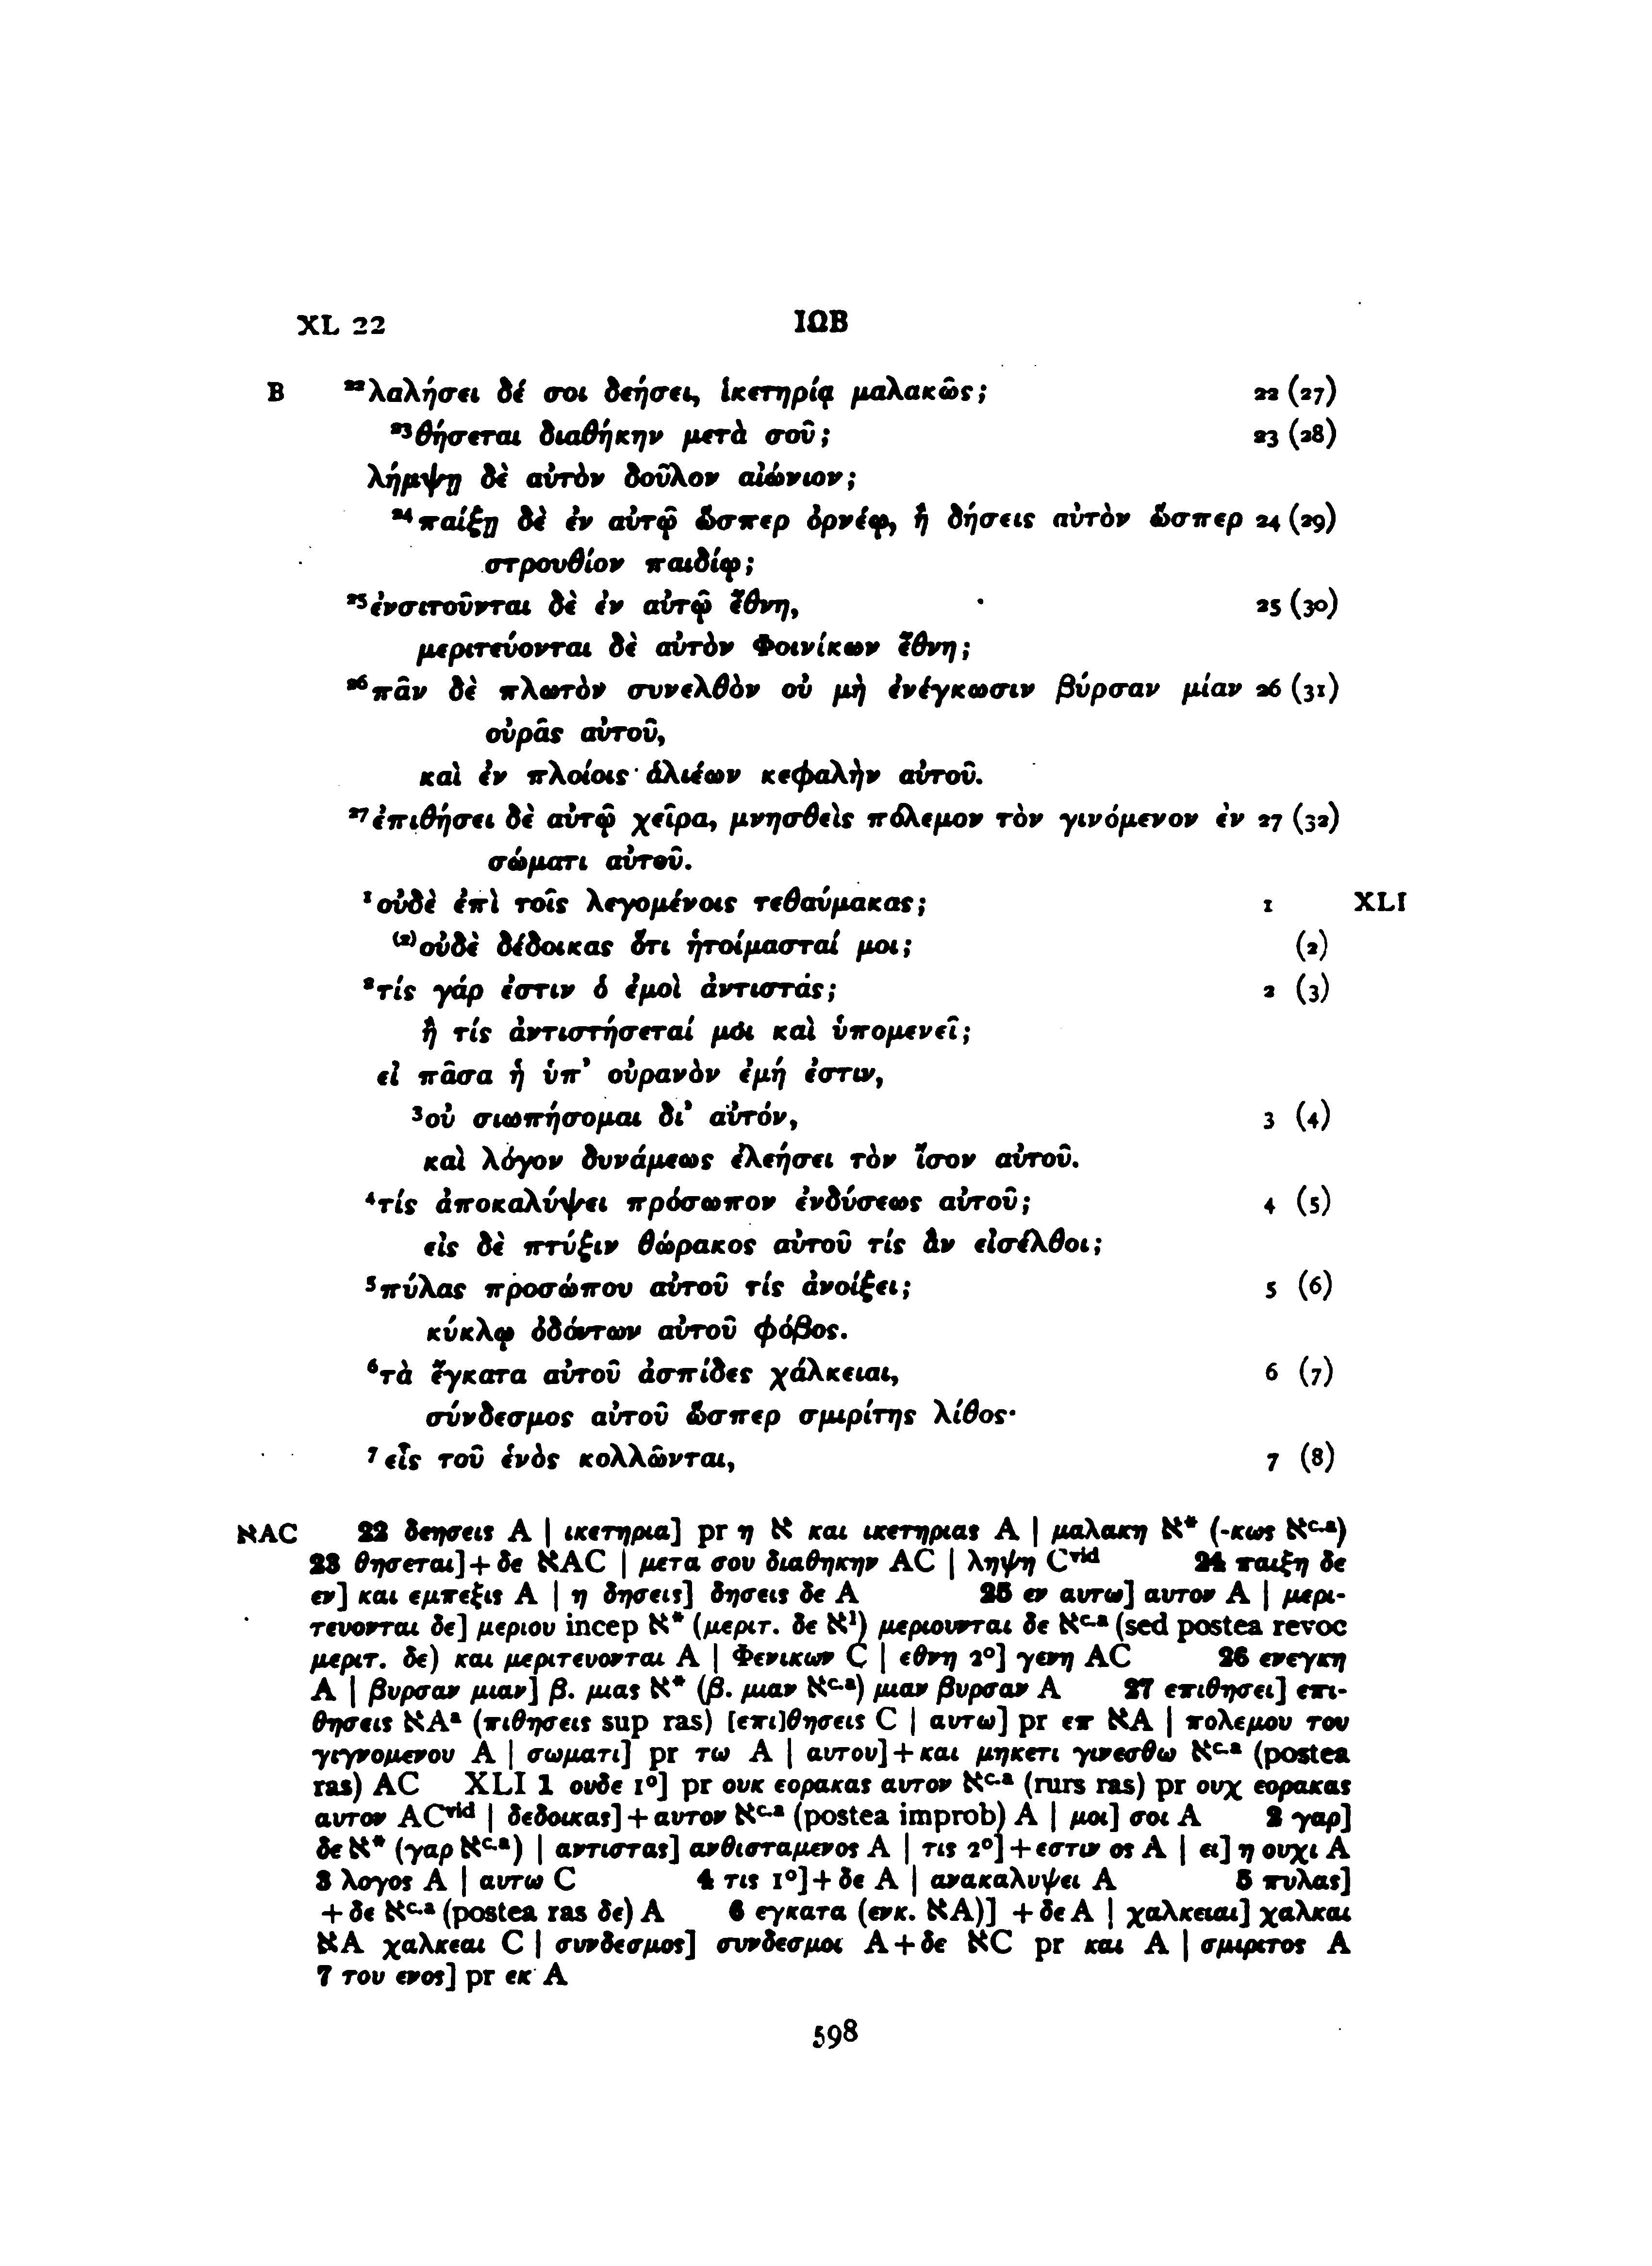 XL 22 ΙΩΒ
B ²²λαλήσει δέ σοι δεήσει, ἱκετηρίᾳ μαλακῶς; 22 (27)
²³θήσεται διαθήκην μετὰ σοῦ; 23 (28)
λήμψῃ δὲ αὐτὸν δοῦλον αἰώνιον;
²⁴παίξῃ δὲ ἐν αὐτῷ ὥσπερ ὀρνέῳ, ἢ δήσεις αὐτὸν ὥσπερ 24 (29)
στρουθίον παιδίῳ;
²⁵ἐνσιτοῦνται δὲ ἐν αὐτῷ ἔθνη, 25 (30)
μεριτεύονται δὲ αὐτὸν Φοινίκων ἔθνη;
²⁶πᾶν δὲ πλωτὸν συνελθὸν οὐ μὴ ἐνέγκωσιν βύρσαν μίαν 26 (31)
οὐρᾶς αὐτοῦ,
καὶ ἐν πλοίοις ἁλιέων κεφαλὴν αὐτοῦ.
²⁷ἐπιθήσει δὲ αὐτῷ χεῖρα, μνησθεὶς πόλεμον τὸν γινόμενον ἐν 27 (32)
σώματι αὐτοῦ.
¹οὐδὲ ἐπὶ τοῖς λεγομένοις τεθαύμακας; 1 XLI
⁽²⁾οὐδὲ δέδοικας ὅτι ἡτοίμασταί μοι; (2)
²τίς γάρ ἐστιν ὁ ἐμοὶ ἀντιστάς; 2 (3)
ἢ τίς ἀντιστήσεταί μοι καὶ ὑπομενεῖ;
εἰ πᾶσα ἡ ὑπ’ οὐρανὸν ἐμή ἐστιν,
³οὐ σιωπήσομαι δι’ αὐτόν, 3 (4)
καὶ λόγον δυνάμεως ἐλεήσει τὸν ἴσον αὐτοῦ.
⁴τίς ἀποκαλύψει πρόσωπον ἐνδύσεως αὐτοῦ; 4 (5)
εἰς δὲ πτύξιν θώρακος αὐτοῦ τίς ἂν εἰσέλθοι;
⁵πύλας προσώπου αὐτοῦ τίς ἀνοίξει; 5 (6)
κύκλῳ ὀδόντων αὐτοῦ φόβος.
⁶τὰ ἔγκατα αὐτοῦ ἀσπίδες χάλκειαι, 6 (7)
σύνδεσμος αὐτοῦ ὥσπερ σμιρίτης λίθος·
⁷εἷς τοῦ ἑνὸς κολλῶνται, 7 (8)
ℵAC 22 δεησεις A | ικετηρια] pr η ℵ και ικετηριας A | μαλακη ℵ* (-κως ℵᶜ·ᵃ)
23 θησεται]+δε ℵAC | μετα σου διαθηκην AC | ληψη Cᵛⁱᵈ 24 παιξη δε
εν] και εμπεξις A | η δησεις] δησεις δε A 25 εν αυτω] αυτον A | μερι-
τευονται δε] μεριου incep ℵ* (μεριτ. δε ℵ¹) μεριουνται δε ℵᶜ·ᵃ (sed postea revoc
μεριτ. δε) και μεριτευονται A | Φενικων C | εθνη 2°] γενη AC 26 ενεγκη
A | βυρσαν μιαν] β. μιας ℵ* (β. μιαν ℵᶜ·ᵃ) μιαν βυρσαν A 27 επιθησει] επι-
θησεις ℵAᵃ (πιθησεις sup ras) [επι]θησεις C | αυτω] pr επ ℵA | πολεμου του
γιγνομενου A | σωματι] pr τω A | αυτου]+και μηκετι γινεσθω ℵᶜ·ᵃ (postea
ras) AC XLI 1 ουδε 1°] pr ουκ εορακας αυτον ℵᶜ·ᵃ (rurs ras) pr ουχ εορακας
αυτον ACᵛⁱᵈ | δεδοικας]+αυτον ℵᶜ·ᵃ (postea improb) A | μοι] σοι A 2 γαρ]
δε ℵ* (γαρ ℵᶜ·ᵃ) | αντιστας] ανθισταμενος A | τις 2°]+εστιν ος A | ει] η ουχι A
3 λογος A | αυτω C 4 τις 1°]+δε A | ανακαλυψει A 5 πυλας]
+δε ℵᶜ·ᵃ (postea ras δε) A 6 εγκατα (ενκ. ℵA)] +δε A | χαλκειαι] χαλκαι
ℵA χαλκεαι C | συνδεσμος] συνδεσμοι A+δε ℵC pr και A | σμιριτος A
7 του ενος] pr εκ A
598